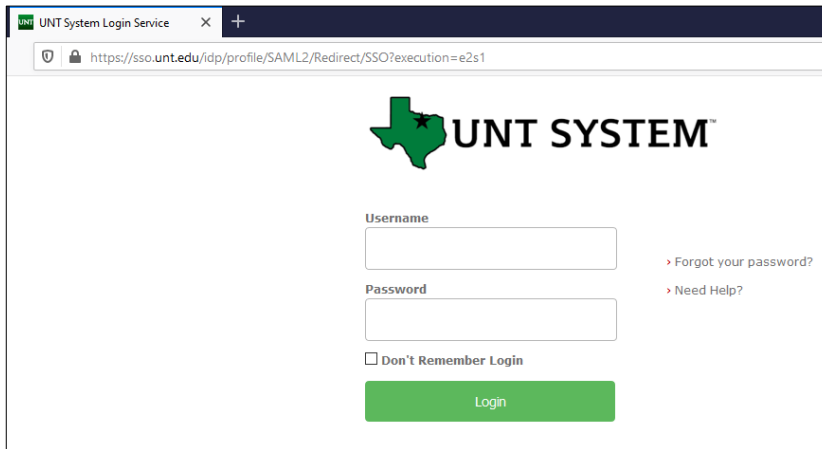 UNT UNT System Login Service
https://sso.unt.edu/idp/profile/SAML2/Redirect/SSO?execution=e2s1
UNT SYSTEM™
Username
Forgot your password?
Password
Need Help?
Don't Remember Login
Login